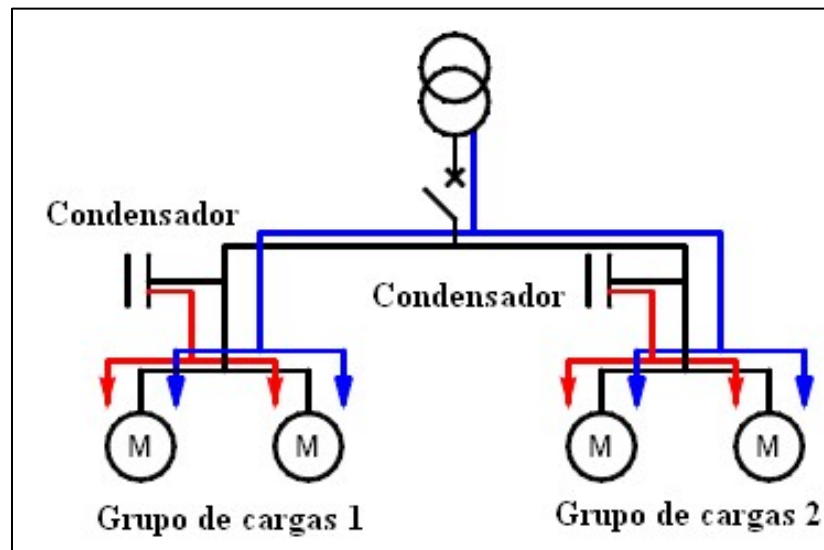 Condensador
Condensador
M
M
M
M
Grupo de cargas 1
Grupo de cargas 2